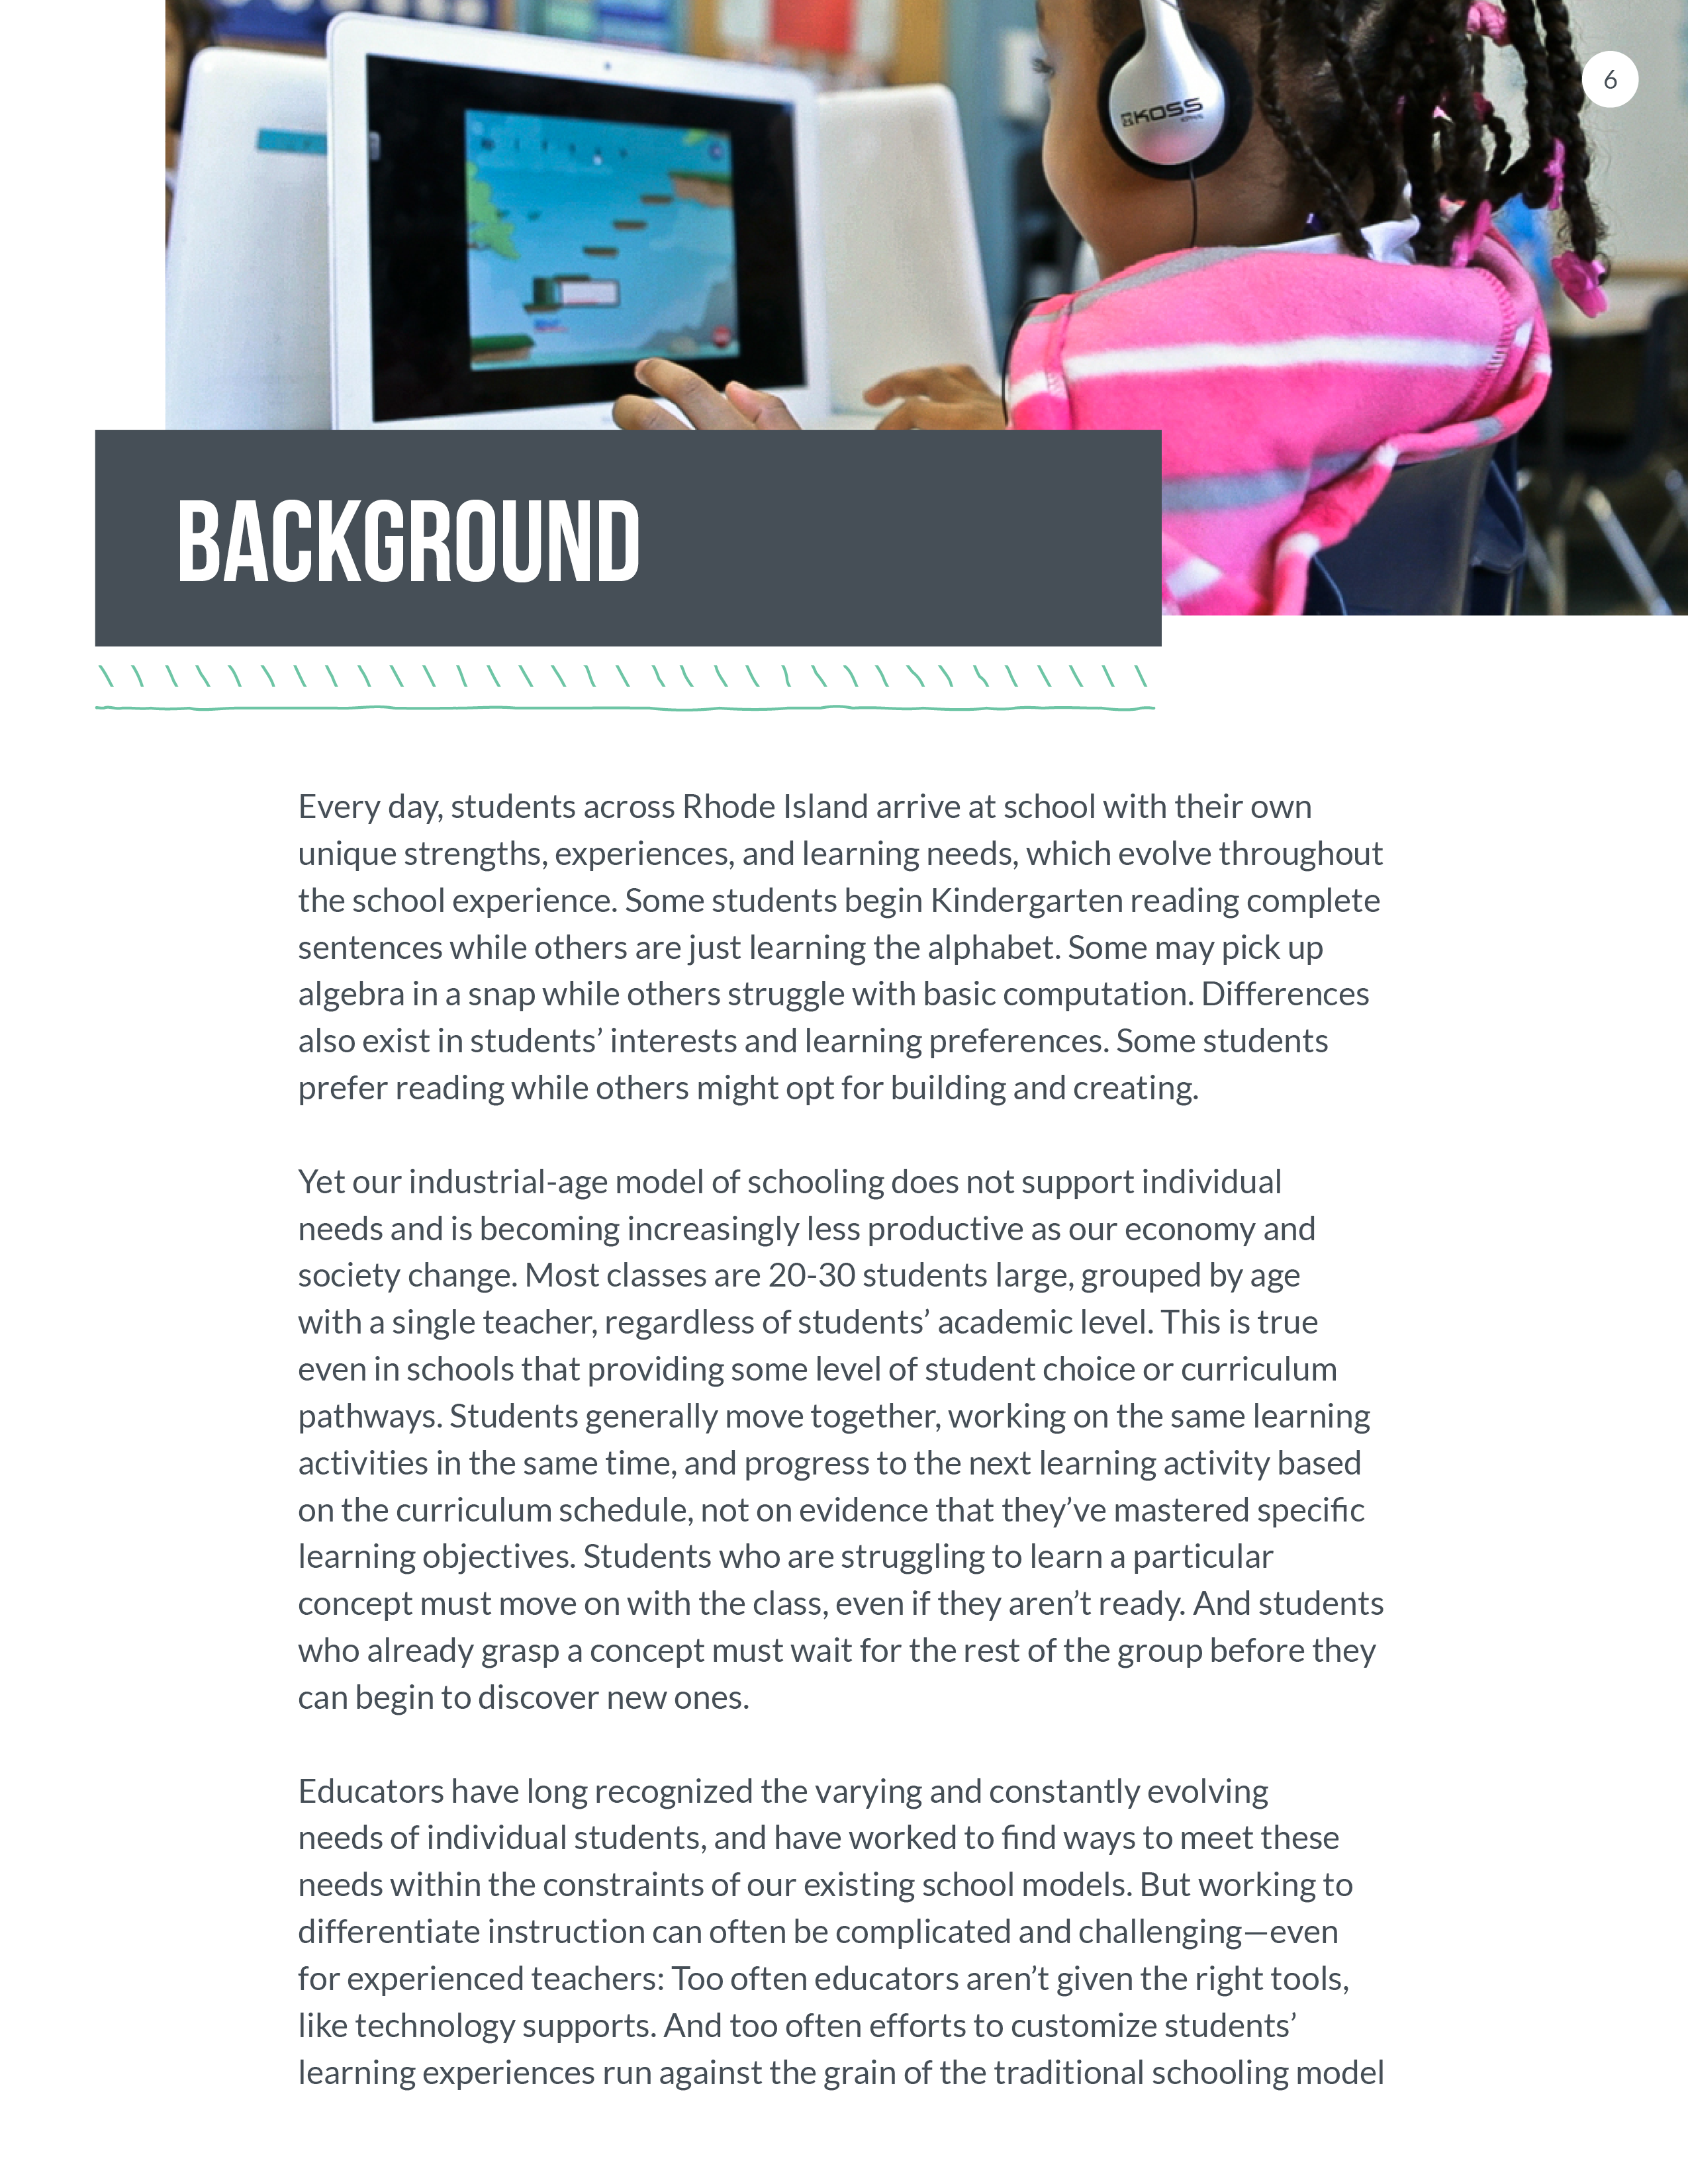 6
KOSS
BACKGROUND
Every day, students across Rhode Island arrive at school with their own
unique strengths, experiences, and learning needs, which evolve throughout
the school experience. Some students begin Kindergarten reading complete
sentences while others are just learning the alphabet. Some may pick up
algebra in a snap while others struggle with basic computation. Differences
also exist in students’ interests and learning preferences. Some students
prefer reading while others might opt for building and creating.
Yet our industrial-age model of schooling does not support individual
needs and is becoming increasingly less productive as our economy and
society change. Most classes are 20-30 students large, grouped by age
with a single teacher, regardless of students’ academic level. This is true
even in schools that providing some level of student choice or curriculum
pathways. Students generally move together, working on the same learning
activities in the same time, and progress to the next learning activity based
on the curriculum schedule, not on evidence that they’ve mastered specific
learning objectives. Students who are struggling to learn a particular
concept must move on with the class, even if they aren’t ready. And students
who already grasp a concept must wait for the rest of the group before they
can begin to discover new ones.
Educators have long recognized the varying and constantly evolving
needs of individual students, and have worked to find ways to meet these
needs within the constraints of our existing school models. But working to
differentiate instruction can often be complicated and challenging—even
for experienced teachers: Too often educators aren’t given the right tools,
like technology supports. And too often efforts to customize students’
learning experiences run against the grain of the traditional schooling model